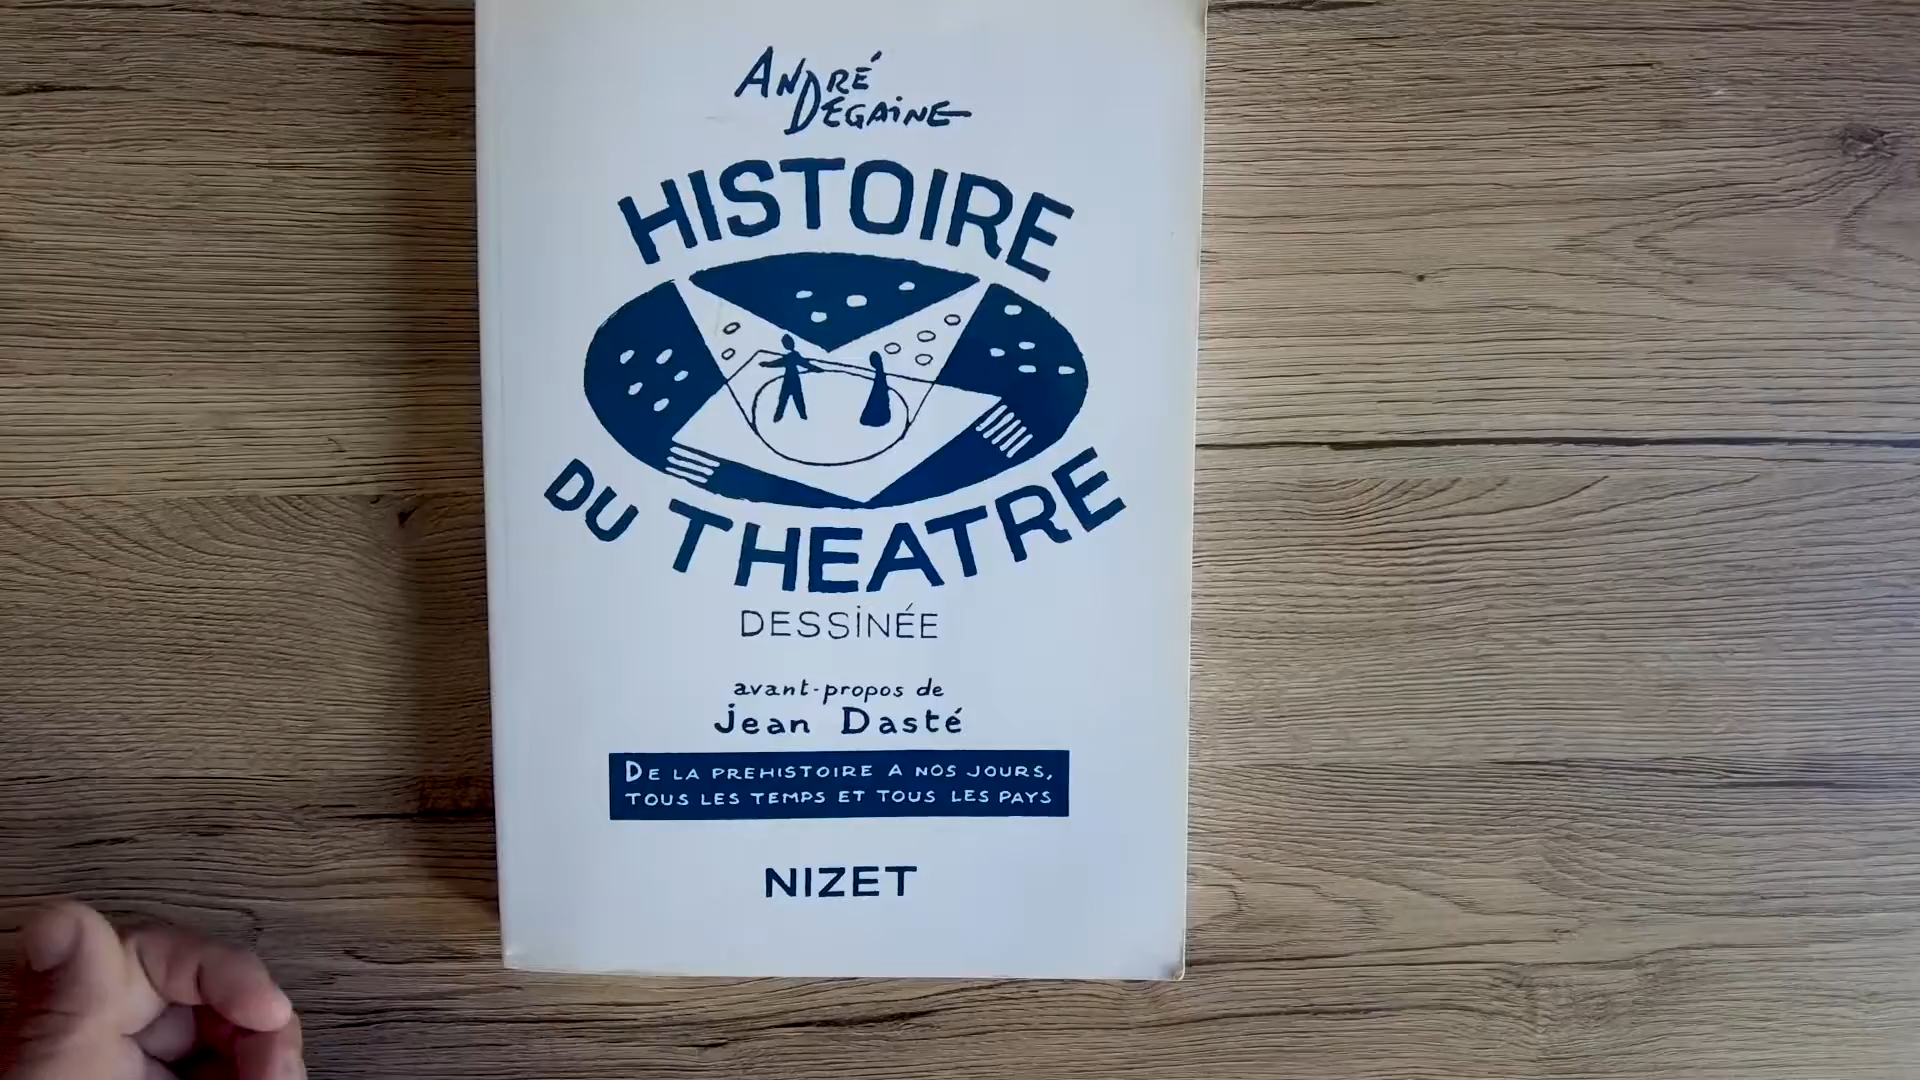 ANDRÉ
DEGAINE
HISTOIRE
DU THEATRE
DESSINÉE
avant-propos de
Jean Dasté
DE LA PREHISTOIRE A NOS JOURS,
TOUS LES TEMPS ET TOUS LES PAYS
NIZET